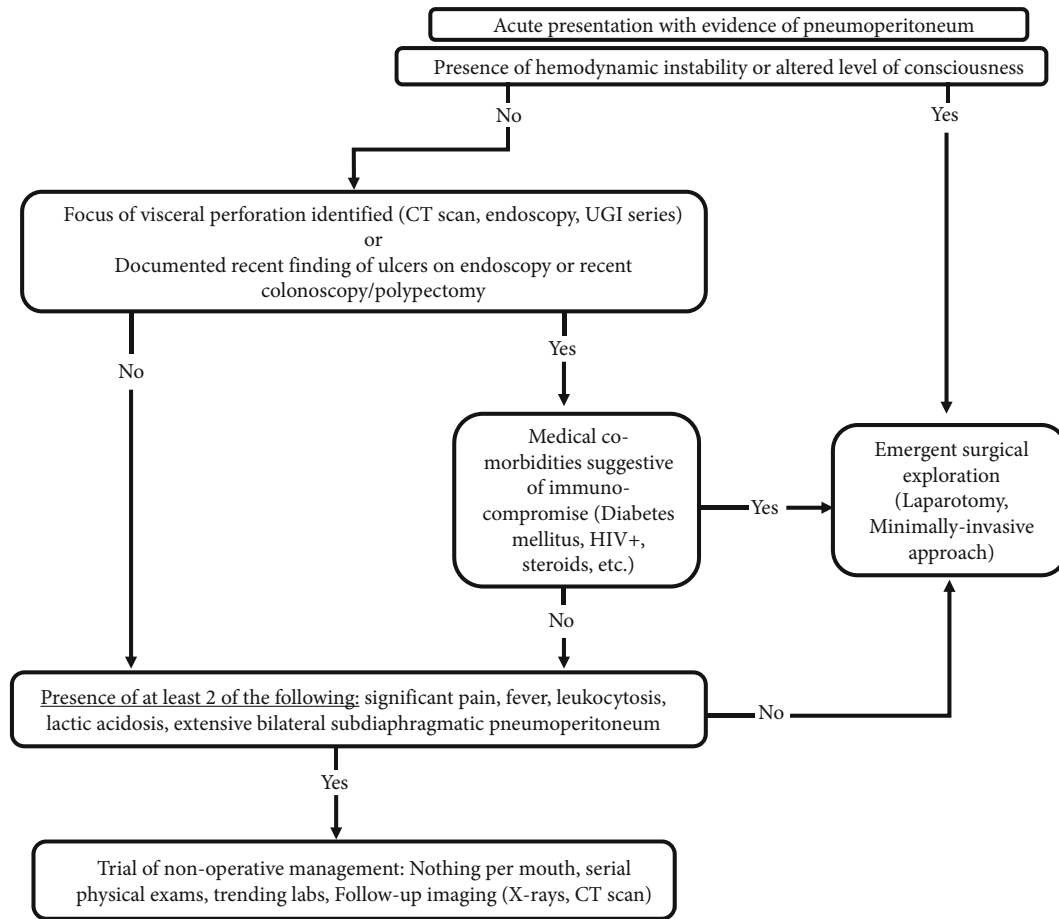 Acute presentation with evidence of pneumoperitoneum
Presence of hemodynamic instability or altered level of consciousness
No
Yes
Focus of visceral perforation identified (CT scan, endoscopy, UGI series)
or
Documented recent finding of ulcers on endoscopy or recent
colonoscopy/polypectomy
No
Yes
Medical co-
morbidities suggestive
of immuno-
compromise (Diabetes
mellitus, HIV+,
steroids, etc.)
Yes
Emergent surgical
exploration
(Laparotomy,
Minimally-invasive
approach)
No
Presence of at least 2 of the following: significant pain, fever, leukocytosis,
lactic acidosis, extensive bilateral subdiaphragmatic pneumoperitoneum
No
Yes
Trial of non-operative management: Nothing per mouth, serial
physical exams, trending labs, Follow-up imaging (X-rays, CT scan)